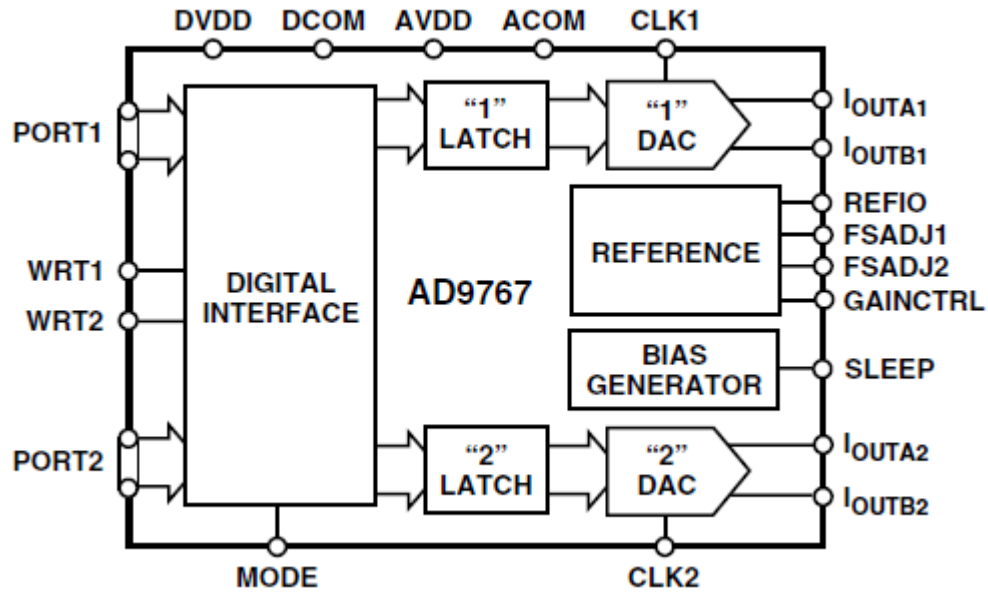 DVDD DCOM AVDD ACOM CLK1
PORT1
“1”
LATCH
“1”
DAC
IOUTA1
IOUTB1
REFIO
FSADJ1
FSADJ2
GAINCTRL
REFERENCE
WRT1
WRT2
DIGITAL
INTERFACE
AD9767
BIAS
GENERATOR
SLEEP
PORT2
“2”
LATCH
“2”
DAC
IOUTA2
IOUTB2
MODE CLK2